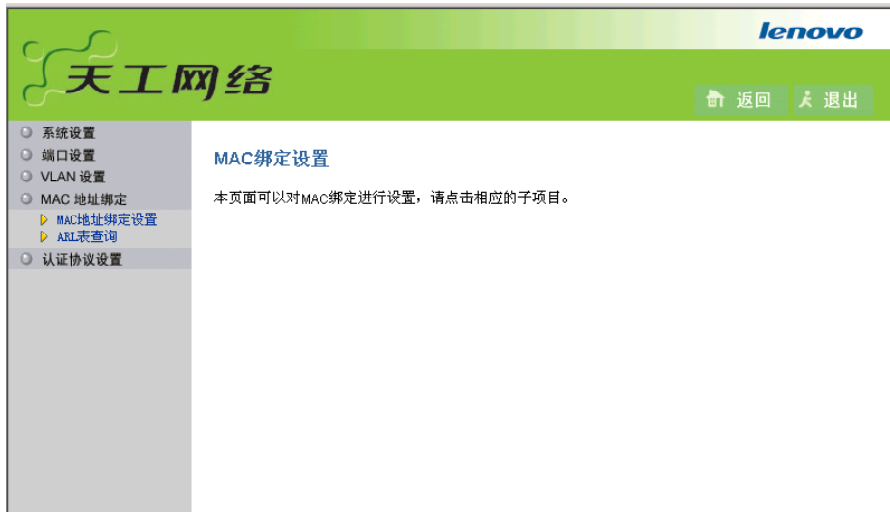 lenovo
天工网络
返回 退出
系统设置
端口设置
VLAN 设置
MAC 地址绑定
MAC地址绑定设置
ARL表查询
认证协议设置
MAC绑定设置
本页面可以对MAC绑定进行设置，请点击相应的子项目。